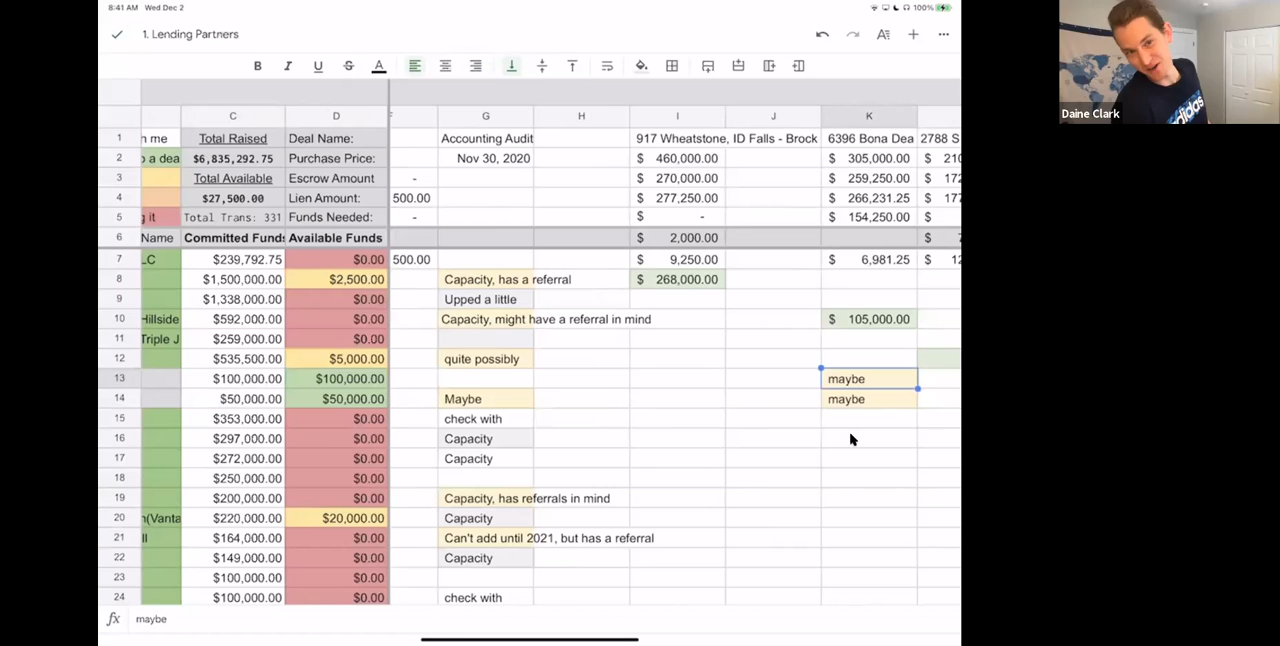 8:41 AM Wed Dec 2
100%
1. Lending Partners
B I U S A
C D F G H I J K
1 n me Total Raised Deal Name: Accounting Audit 917 Wheatstone, ID Falls - Brock 6396 Bona Dea 2788 S
2 o a dea $6,835,292.75 Purchase Price: Nov 30, 2020 $ 460,000.00 $ 305,000.00 $ 210
3 Total Available Escrow Amount - $ 270,000.00 $ 259,250.00 $ 172
4 $27,500.00 Lien Amount: 500.00 $ 277,250.00 $ 266,231.25 $ 177
5 g it Total Trans: 331 Funds Needed: - $ - $ 154,250.00 $
6 Name Committed Funds Available Funds $ 2,000.00 $ 7
7 LC $239,792.75 $0.00 500.00 $ 9,250.00 $ 6,981.25 $ 12
8 $1,500,000.00 $2,500.00 Capacity, has a referral $ 268,000.00
9 $1,338,000.00 $0.00 Upped a little
10 Hillside $592,000.00 $0.00 Capacity, might have a referral in mind $ 105,000.00
11 Triple J $259,000.00 $0.00
12 $535,500.00 $5,000.00 quite possibly
13 $100,000.00 $100,000.00 maybe
14 $50,000.00 $50,000.00 Maybe maybe
15 $353,000.00 $0.00 check with
16 $297,000.00 $0.00 Capacity
17 $272,000.00 $0.00 Capacity
18 $250,000.00 $0.00
19 $200,000.00 $0.00 Capacity, has referrals in mind
20 n(Vanta $220,000.00 $20,000.00 Capacity
21 ll $164,000.00 $0.00 Can't add until 2021, but has a referral
22 $149,000.00 $0.00 Capacity
23 $100,000.00 $0.00
24 $100,000.00 $0.00 check with
fx maybe
Daine Clark
adidas